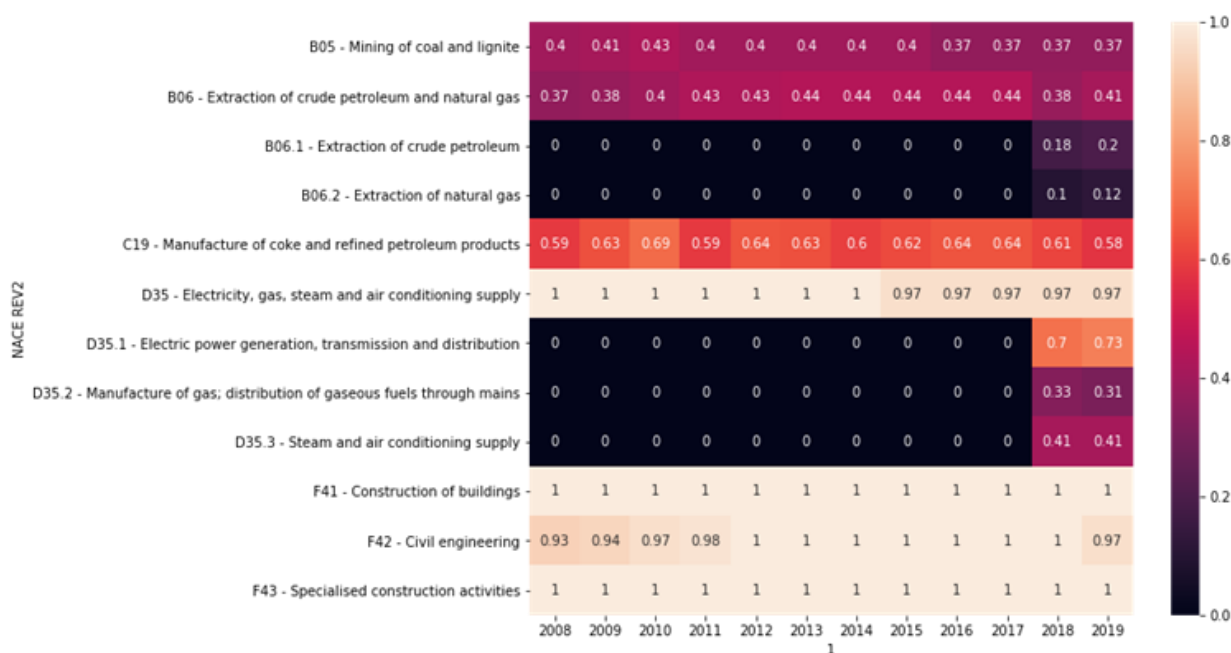 B05 - Mining of coal and lignite 0.4 0.41 0.43 0.4 0.4 0.4 0.4 0.4 0.37 0.37 0.37 0.37
B06 - Extraction of crude petroleum and natural gas 0.37 0.38 0.4 0.43 0.43 0.44 0.44 0.44 0.44 0.44 0.38 0.41
B06.1 - Extraction of crude petroleum 0 0 0 0 0 0 0 0 0 0 0.18 0.2
B06.2 - Extraction of natural gas 0 0 0 0 0 0 0 0 0 0 0.1 0.12
C19 - Manufacture of coke and refined petroleum products 0.59 0.63 0.69 0.59 0.64 0.63 0.6 0.62 0.64 0.64 0.61 0.58
D35 - Electricity, gas, steam and air conditioning supply 1 1 1 1 1 1 1 0.97 0.97 0.97 0.97 0.97
D35.1 - Electric power generation, transmission and distribution 0 0 0 0 0 0 0 0 0 0 0.7 0.73
D35.2 - Manufacture of gas; distribution of gaseous fuels through mains 0 0 0 0 0 0 0 0 0 0 0.33 0.31
D35.3 - Steam and air conditioning supply 0 0 0 0 0 0 0 0 0 0 0.41 0.41
F41 - Construction of buildings 1 1 1 1 1 1 1 1 1 1 1 1
F42 - Civil engineering 0.93 0.94 0.97 0.98 1 1 1 1 1 1 1 0.97
F43 - Specialised construction activities 1 1 1 1 1 1 1 1 1 1 1 1
2008 2009 2010 2011 2012 2013 2014 2015 2016 2017 2018 2019
1
NACE REV2
1.0
0.8
0.6
0.4
0.2
0.0